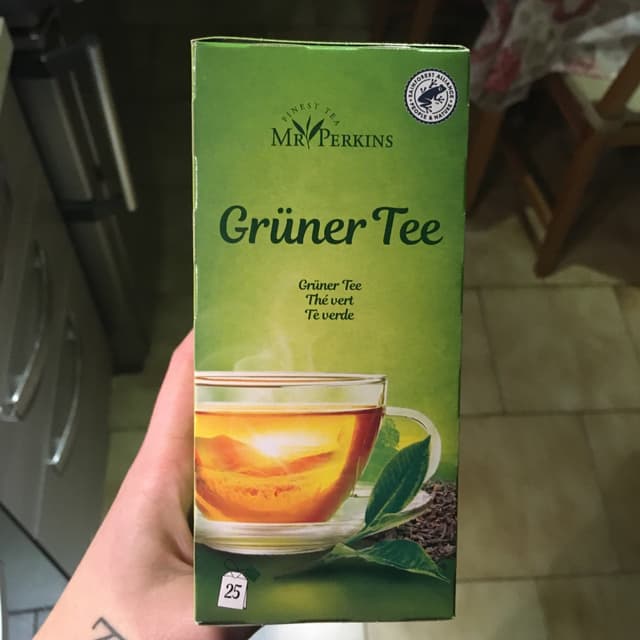 FINEST TEA
MR PERKINS
RAINFOREST ALLIANCE
PEOPLE & NATURE
Grüner Tee
Grüner Tee
Thé vert
Tè verde
25